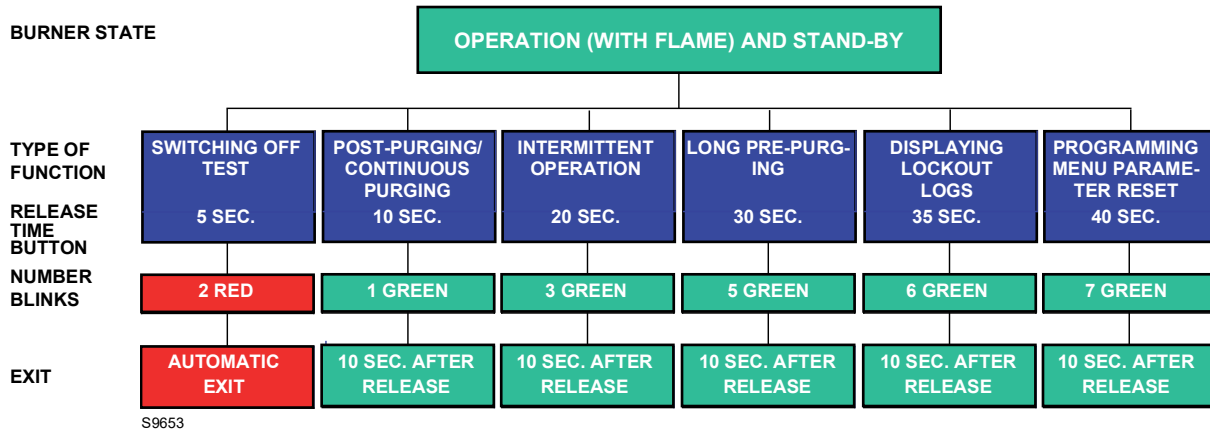 BURNER STATE
OPERATION (WITH FLAME) AND STAND-BY
TYPE OF
FUNCTION
SWITCHING OFF
TEST
POST-PURGING/
CONTINUOUS
PURGING
INTERMITTENT
OPERATION
LONG PRE-PURG-
ING
DISPLAYING
LOCKOUT
LOGS
PROGRAMMING
MENU PARAME-
TER RESET
RELEASE
TIME
BUTTON
5 SEC.
10 SEC.
20 SEC.
30 SEC.
35 SEC.
40 SEC.
NUMBER
BLINKS
2 RED
1 GREEN
3 GREEN
5 GREEN
6 GREEN
7 GREEN
EXIT
AUTOMATIC
EXIT
10 SEC. AFTER
RELEASE
10 SEC. AFTER
RELEASE
10 SEC. AFTER
RELEASE
10 SEC. AFTER
RELEASE
10 SEC. AFTER
RELEASE
S9653